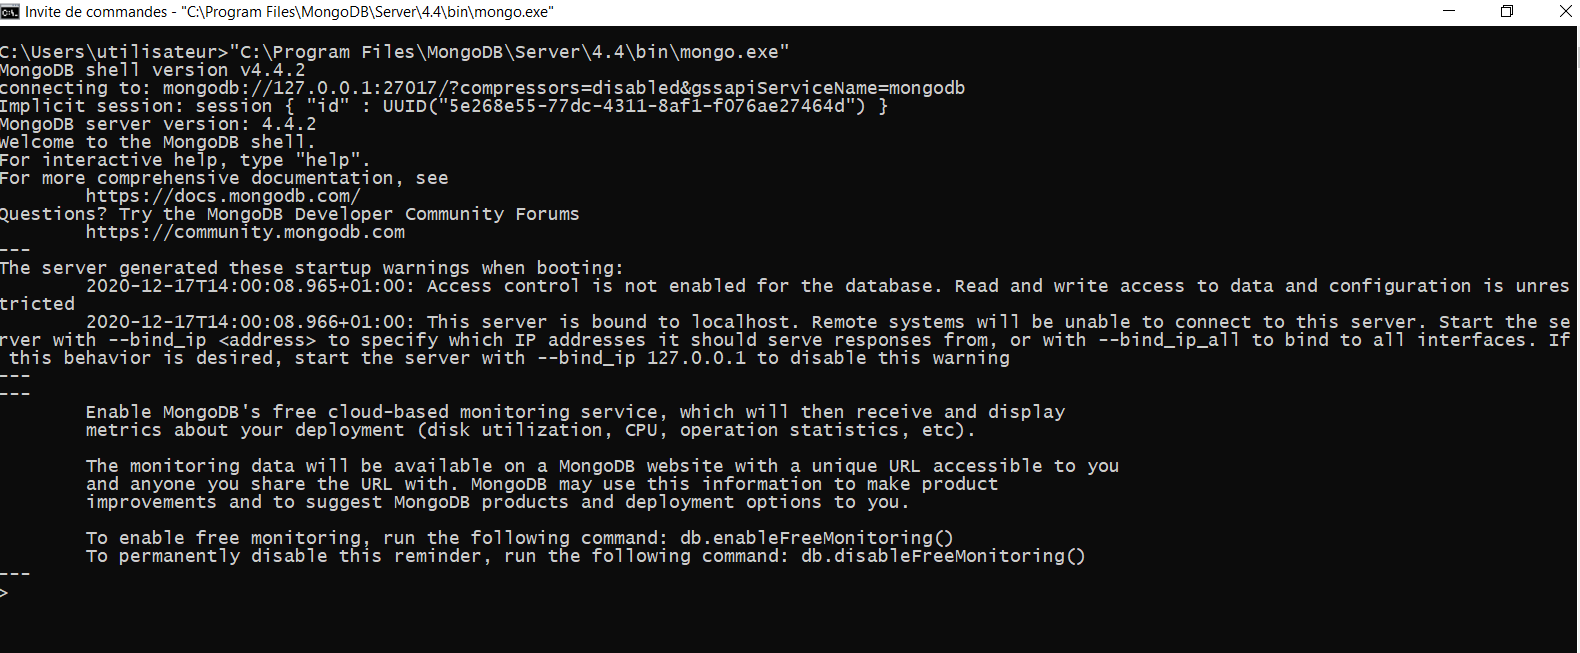 Invite de commandes - "C:\Program Files\MongoDB\Server\4.4\bin\mongo.exe"
C:\Users\utilisateur>"C:\Program Files\MongoDB\Server\4.4\bin\mongo.exe"
MongoDB shell version v4.4.2
connecting to: mongodb://127.0.0.1:27017/?compressors=disabled&gssapiServiceName=mongodb
Implicit session: session { "id" : UUID("5e268e55-77dc-4311-8af1-f076ae27464d") }
MongoDB server version: 4.4.2
Welcome to the MongoDB shell.
For interactive help, type "help".
For more comprehensive documentation, see
        https://docs.mongodb.com/
Questions? Try the MongoDB Developer Community Forums
        https://community.mongodb.com
---
The server generated these startup warnings when booting:
        2020-12-17T14:00:08.965+01:00: Access control is not enabled for the database. Read and write access to data and configuration is unres
tricted
        2020-12-17T14:00:08.966+01:00: This server is bound to localhost. Remote systems will be unable to connect to this server. Start the se
rver with --bind_ip <address> to specify which IP addresses it should serve responses from, or with --bind_ip_all to bind to all interfaces. If
 this behavior is desired, start the server with --bind_ip 127.0.0.1 to disable this warning
---
---
        Enable MongoDB's free cloud-based monitoring service, which will then receive and display
        metrics about your deployment (disk utilization, CPU, operation statistics, etc).

        The monitoring data will be available on a MongoDB website with a unique URL accessible to you
        and anyone you share the URL with. MongoDB may use this information to make product
        improvements and to suggest MongoDB products and deployment options to you.

        To enable free monitoring, run the following command: db.enableFreeMonitoring()
        To permanently disable this reminder, run the following command: db.disableFreeMonitoring()
---
>